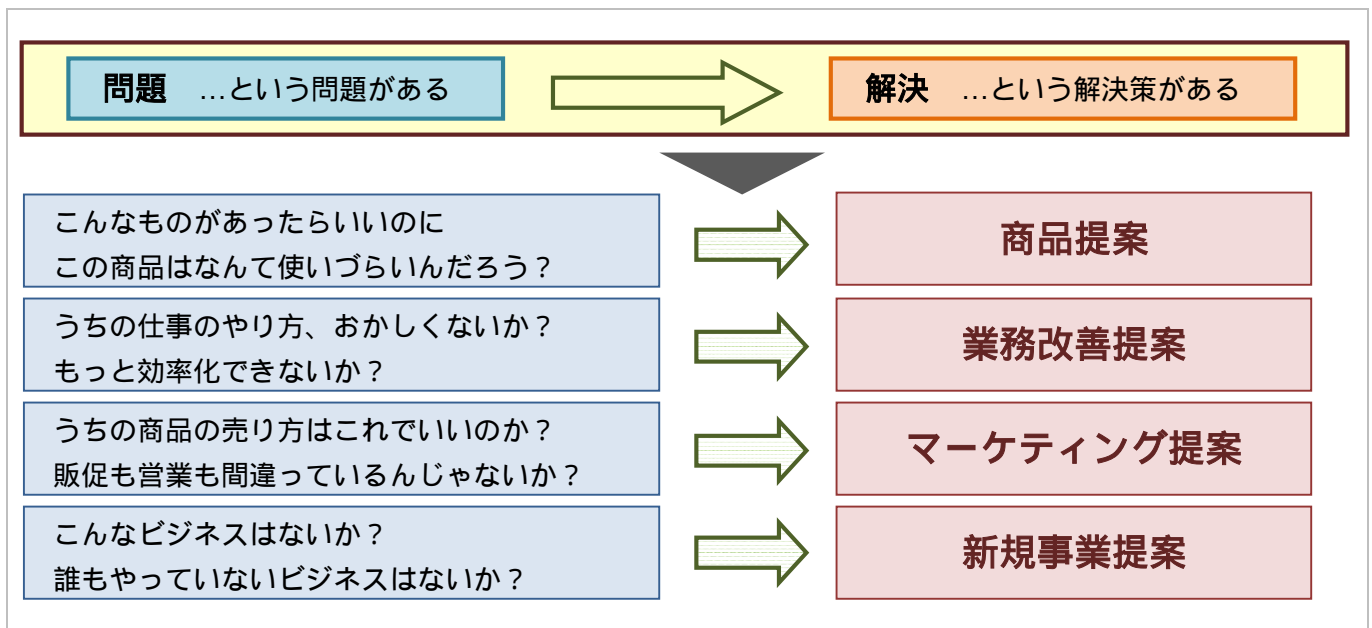 問題 …という問題がある
解決 …という解決策がある
こんなものがあったらいいのに
この商品はなんて使いづらいんだろう？
商品提案
うちの仕事のやり方、おかしくないか？
もっと効率化できないか？
業務改善提案
うちの商品の売り方はこれでいいのか？
販促も営業も間違っているんじゃないか？
マーケティング提案
こんなビジネスはないか？
誰もやっていないビジネスはないか？
新規事業提案